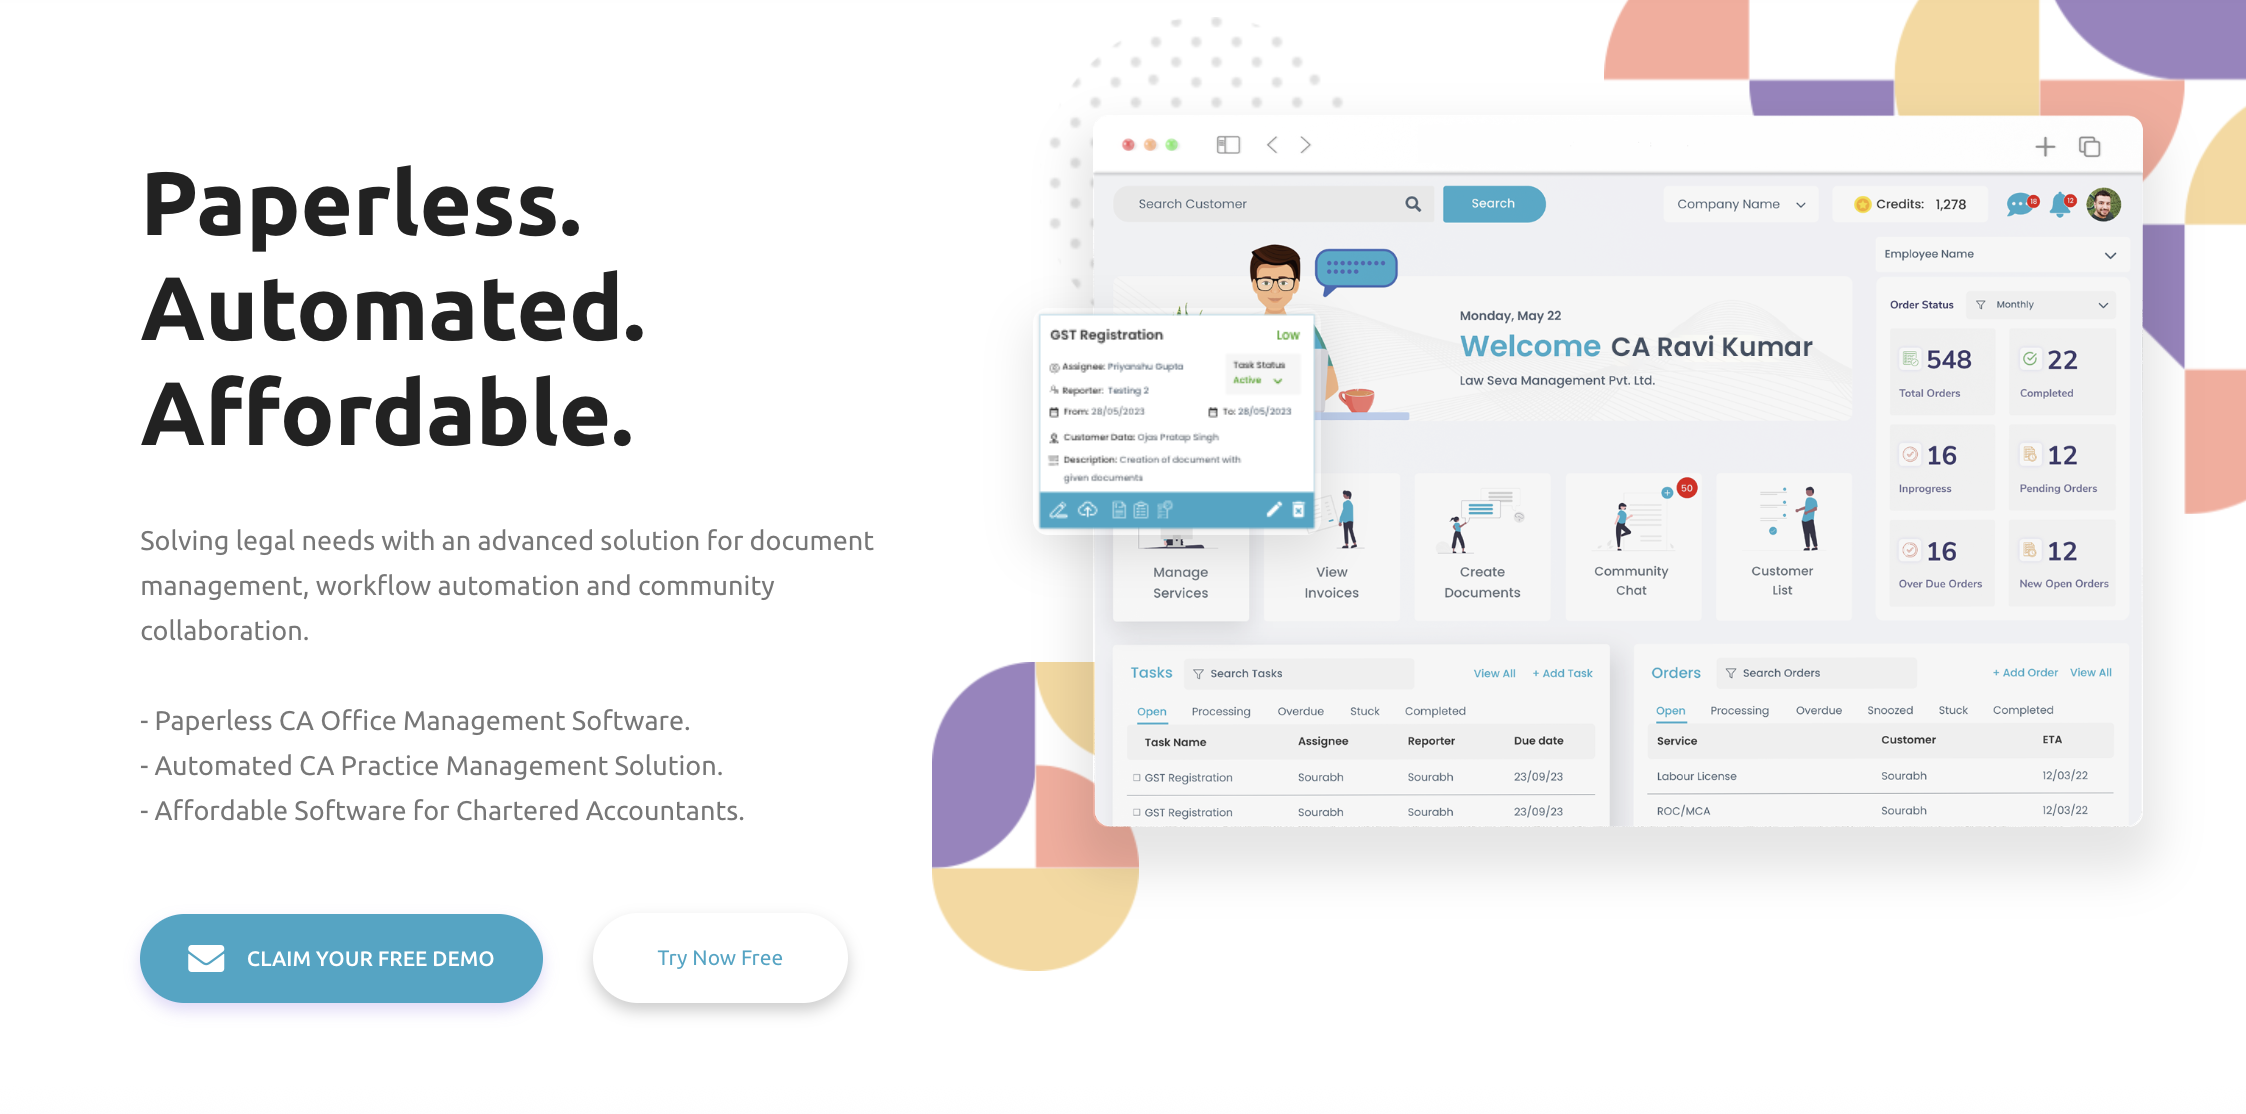 Paperless.
Automated.
Affordable.
Solving legal needs with an advanced solution for document
management, workflow automation and community
collaboration.
- Paperless CA Office Management Software.
- Automated CA Practice Management Solution.
- Affordable Software for Chartered Accountants.
CLAIM YOUR FREE DEMO
Try Now Free
Search Customer
Search
Company Name
Credits: 1,278
18
12
Monday, May 22
Welcome CA Ravi Kumar
Law Seva Management Pvt. Ltd.
GST Registration
Low
Assignee: Priyanshu Gupta
Task Status
Active
Reporter: Testing 2
From: 28/05/2023
To: 28/05/2023
Customer Data: Ojas Pratap Singh
Description: Creation of document with
given documents
Employee Name
Order Status
Monthly
548
Total Orders
22
Completed
16
Inprogress
12
Pending Orders
16
Over Due Orders
12
New Open Orders
Manage
Services
View
Invoices
Create
Documents
50
Community
Chat
Customer
List
Tasks
Search Tasks
View All
+ Add Task
Open Processing Overdue Stuck Completed
Task Name Assignee Reporter Due date
GST Registration Sourabh Sourabh 23/09/23
GST Registration Sourabh Sourabh 23/09/23
Orders
Search Orders
+ Add Order
View All
Open Processing Overdue Snoozed Stuck Completed
Service Customer ETA
Labour License Sourabh 12/03/22
ROC/MCA Sourabh 12/03/22